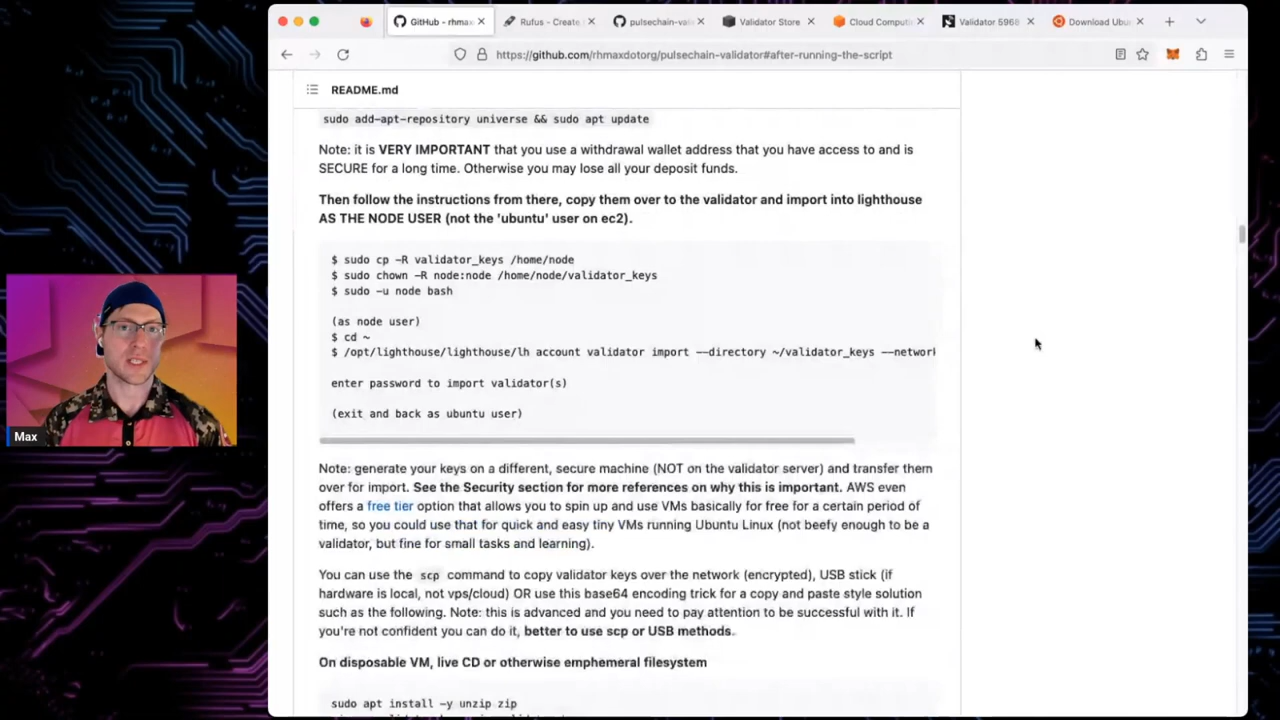 GitHub - rhmax
Rufus - Create
pulsechain-val
Validator Store
Cloud Computi
Validator 5968
Download Ubu
https://github.com/rhmaxdotorg/pulsechain-validator#after-running-the-script
README.md
sudo add-apt-repository universe && sudo apt update
Note: it is VERY IMPORTANT that you use a withdrawal wallet address that you have access to and is
SECURE for a long time. Otherwise you may lose all your deposit funds.
Then follow the instructions from there, copy them over to the validator and import into lighthouse
AS THE NODE USER (not the 'ubuntu' user on ec2).
$ sudo cp -R validator_keys /home/node
$ sudo chown -R node:node /home/node/validator_keys
$ sudo -u node bash
(as node user)
$ cd ~
$ /opt/lighthouse/lighthouse/lh account validator import --directory ~/validator_keys --network
enter password to import validator(s)
(exit and back as ubuntu user)
Note: generate your keys on a different, secure machine (NOT on the validator server) and transfer them
over for import. See the Security section for more references on why this is important. AWS even
offers a free tier option that allows you to spin up and use VMs basically for free for a certain period of
time, so you could use that for quick and easy tiny VMs running Ubuntu Linux (not beefy enough to be a
validator, but fine for small tasks and learning).
You can use the scp command to copy validator keys over the network (encrypted), USB stick (if
hardware is local, not vps/cloud) OR use this base64 encoding trick for a copy and paste style solution
such as the following. Note: this is advanced and you need to pay attention to be successful with it. If
you're not confident you can do it, better to use scp or USB methods.
On disposable VM, live CD or otherwise emphemeral filesystem
sudo apt install -y unzip zip
Max